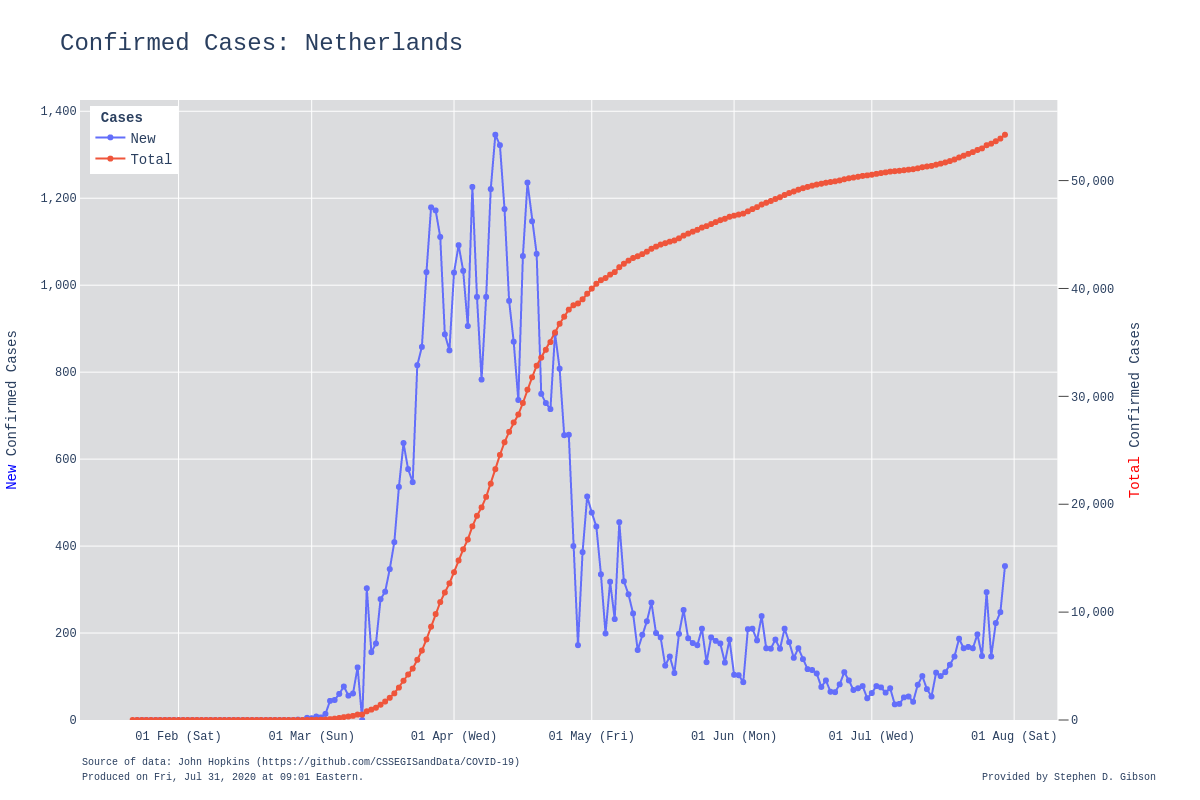 Confirmed Cases: Netherlands
Cases
New
Total
1,400
1,200
1,000
800
600
400
200
0
50,000
40,000
30,000
20,000
10,000
0
New Confirmed Cases
Total Confirmed Cases
01 Feb (Sat)
01 Mar (Sun)
01 Apr (Wed)
01 May (Fri)
01 Jun (Mon)
01 Jul (Wed)
01 Aug (Sat)
Source of data: John Hopkins (https://github.com/CSSEGISandData/COVID-19)
Produced on Fri, Jul 31, 2020 at 09:01 Eastern.
Provided by Stephen D. Gibson